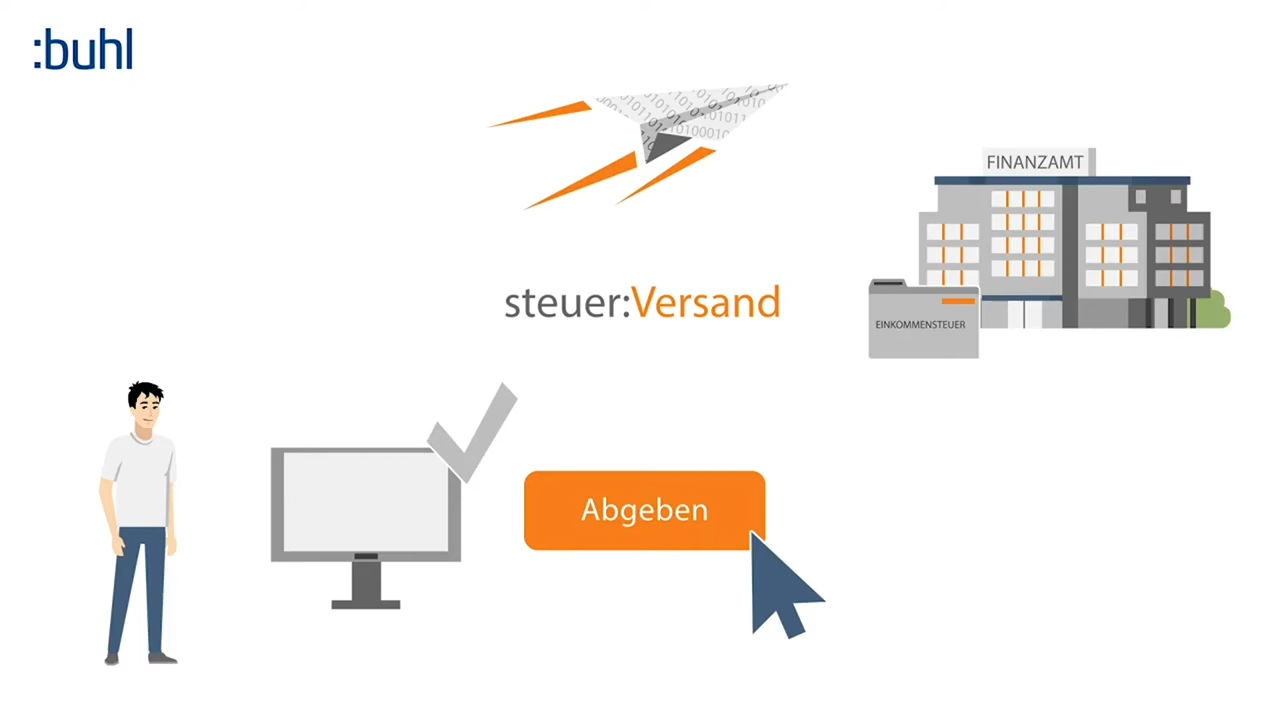 :buhl
FINANZAMT
steuer:Versand
EINKOMMENSTEUER
Abgeben